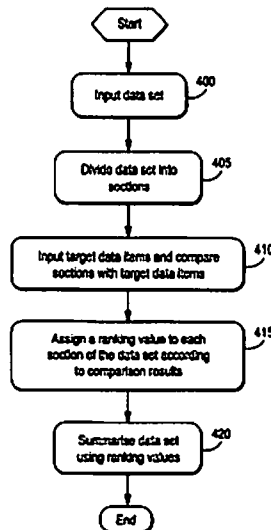 Start
Input data set
400
Divide data set into
sections
405
Input target data items and compare
sections with target data items
410
Assign a ranking value to each
section of the data set according
to comparison results
415
Summarise data set
using ranking values
420
End